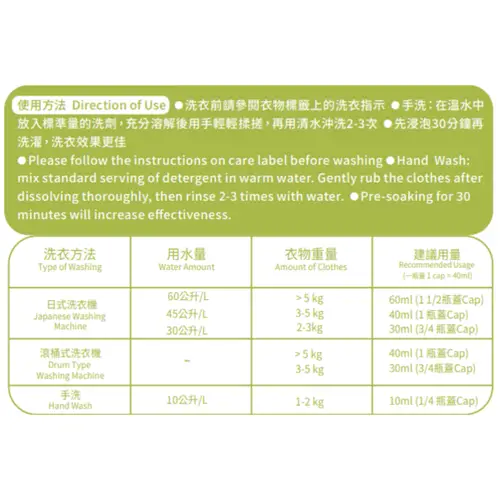 使用方法 Direction of Use ●洗衣前請參閱衣物標籤上的洗衣指示 ●手洗：在溫水中
放入標準量的洗劑，充分溶解後用手輕輕揉搓，再用清水沖洗2-3次 ●先浸泡30分鐘再
洗濯，洗衣效果更佳
●Please follow the instructions on care label before washing ●Hand Wash:
mix standard serving of detergent in warm water. Gently rub the clothes after
dissolving thoroughly, then rinse 2-3 times with water. ●Pre-soaking for 30
minutes will increase effectiveness.
洗衣方法 用水量 衣物重量 建議用量
Type of Washing Water Amount Amount of Clothes Recommended Usage
(一瓶蓋 1 cap = 40ml)
日式洗衣機
Japanese Washing
Machine
60公升/L > 5 kg 60ml (1 1/2瓶蓋Cap)
45公升/L 3-5 kg 40ml (1 瓶蓋Cap)
30公升/L 2-3kg 30ml (3/4 瓶蓋Cap)
滾桶式洗衣機
Drum Type
Washing Machine
– > 5 kg 40ml (1 瓶蓋Cap)
3-5 kg 30ml (3/4瓶蓋Cap)
手洗
Hand Wash
10公升/L 1-2 kg 10ml (1/4 瓶蓋Cap)